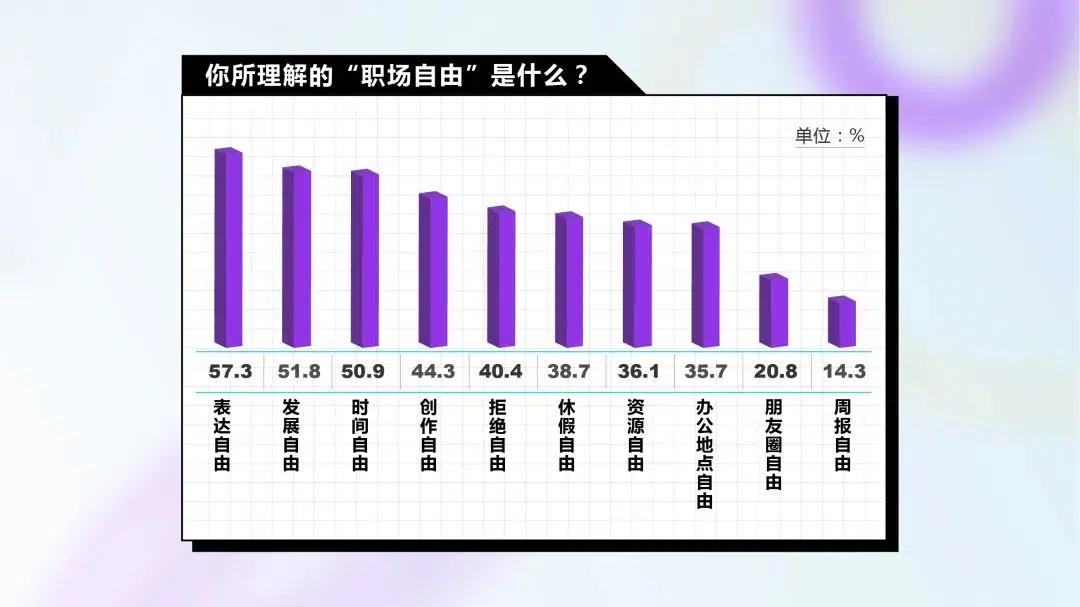 你所理解的“职场自由”是什么？
单位：%
57.3 51.8 50.9 44.3 40.4 38.7 36.1 35.7 20.8 14.3
表达自由
发展自由
时间自由
创作自由
拒绝自由
休假自由
资源自由
办公地点自由
朋友圈自由
周报自由